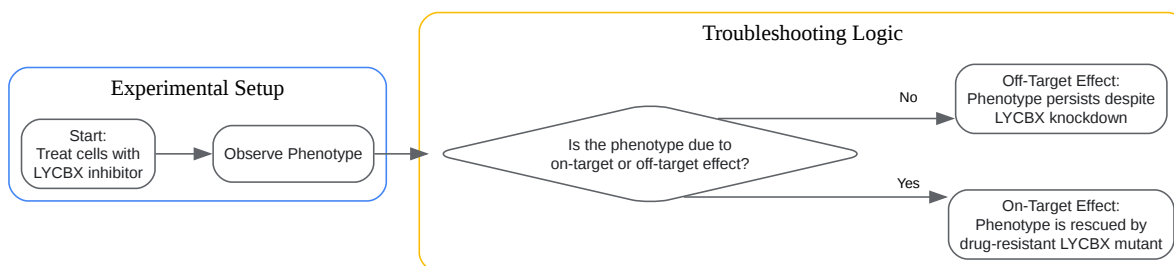 Troubleshooting Logic
Experimental Setup
Start:
Treat cells with
LYCBX inhibitor
Observe Phenotype
Is the phenotype due to
on-target or off-target effect?
No
Off-Target Effect:
Phenotype persists despite
LYCBX knockdown
Yes
On-Target Effect:
Phenotype is rescued by
drug-resistant LYCBX mutant